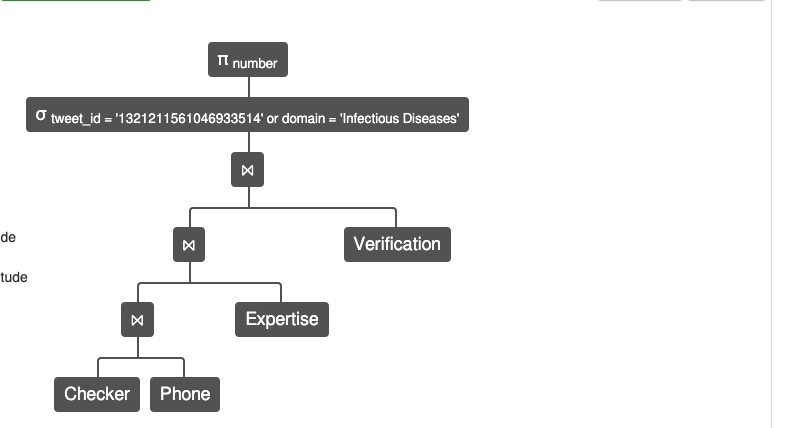 π number
σ tweet_id = '1321211561046933514' or domain = 'Infectious Diseases'
⋈
de
⋈ Verification
tude
⋈ Expertise
Checker Phone